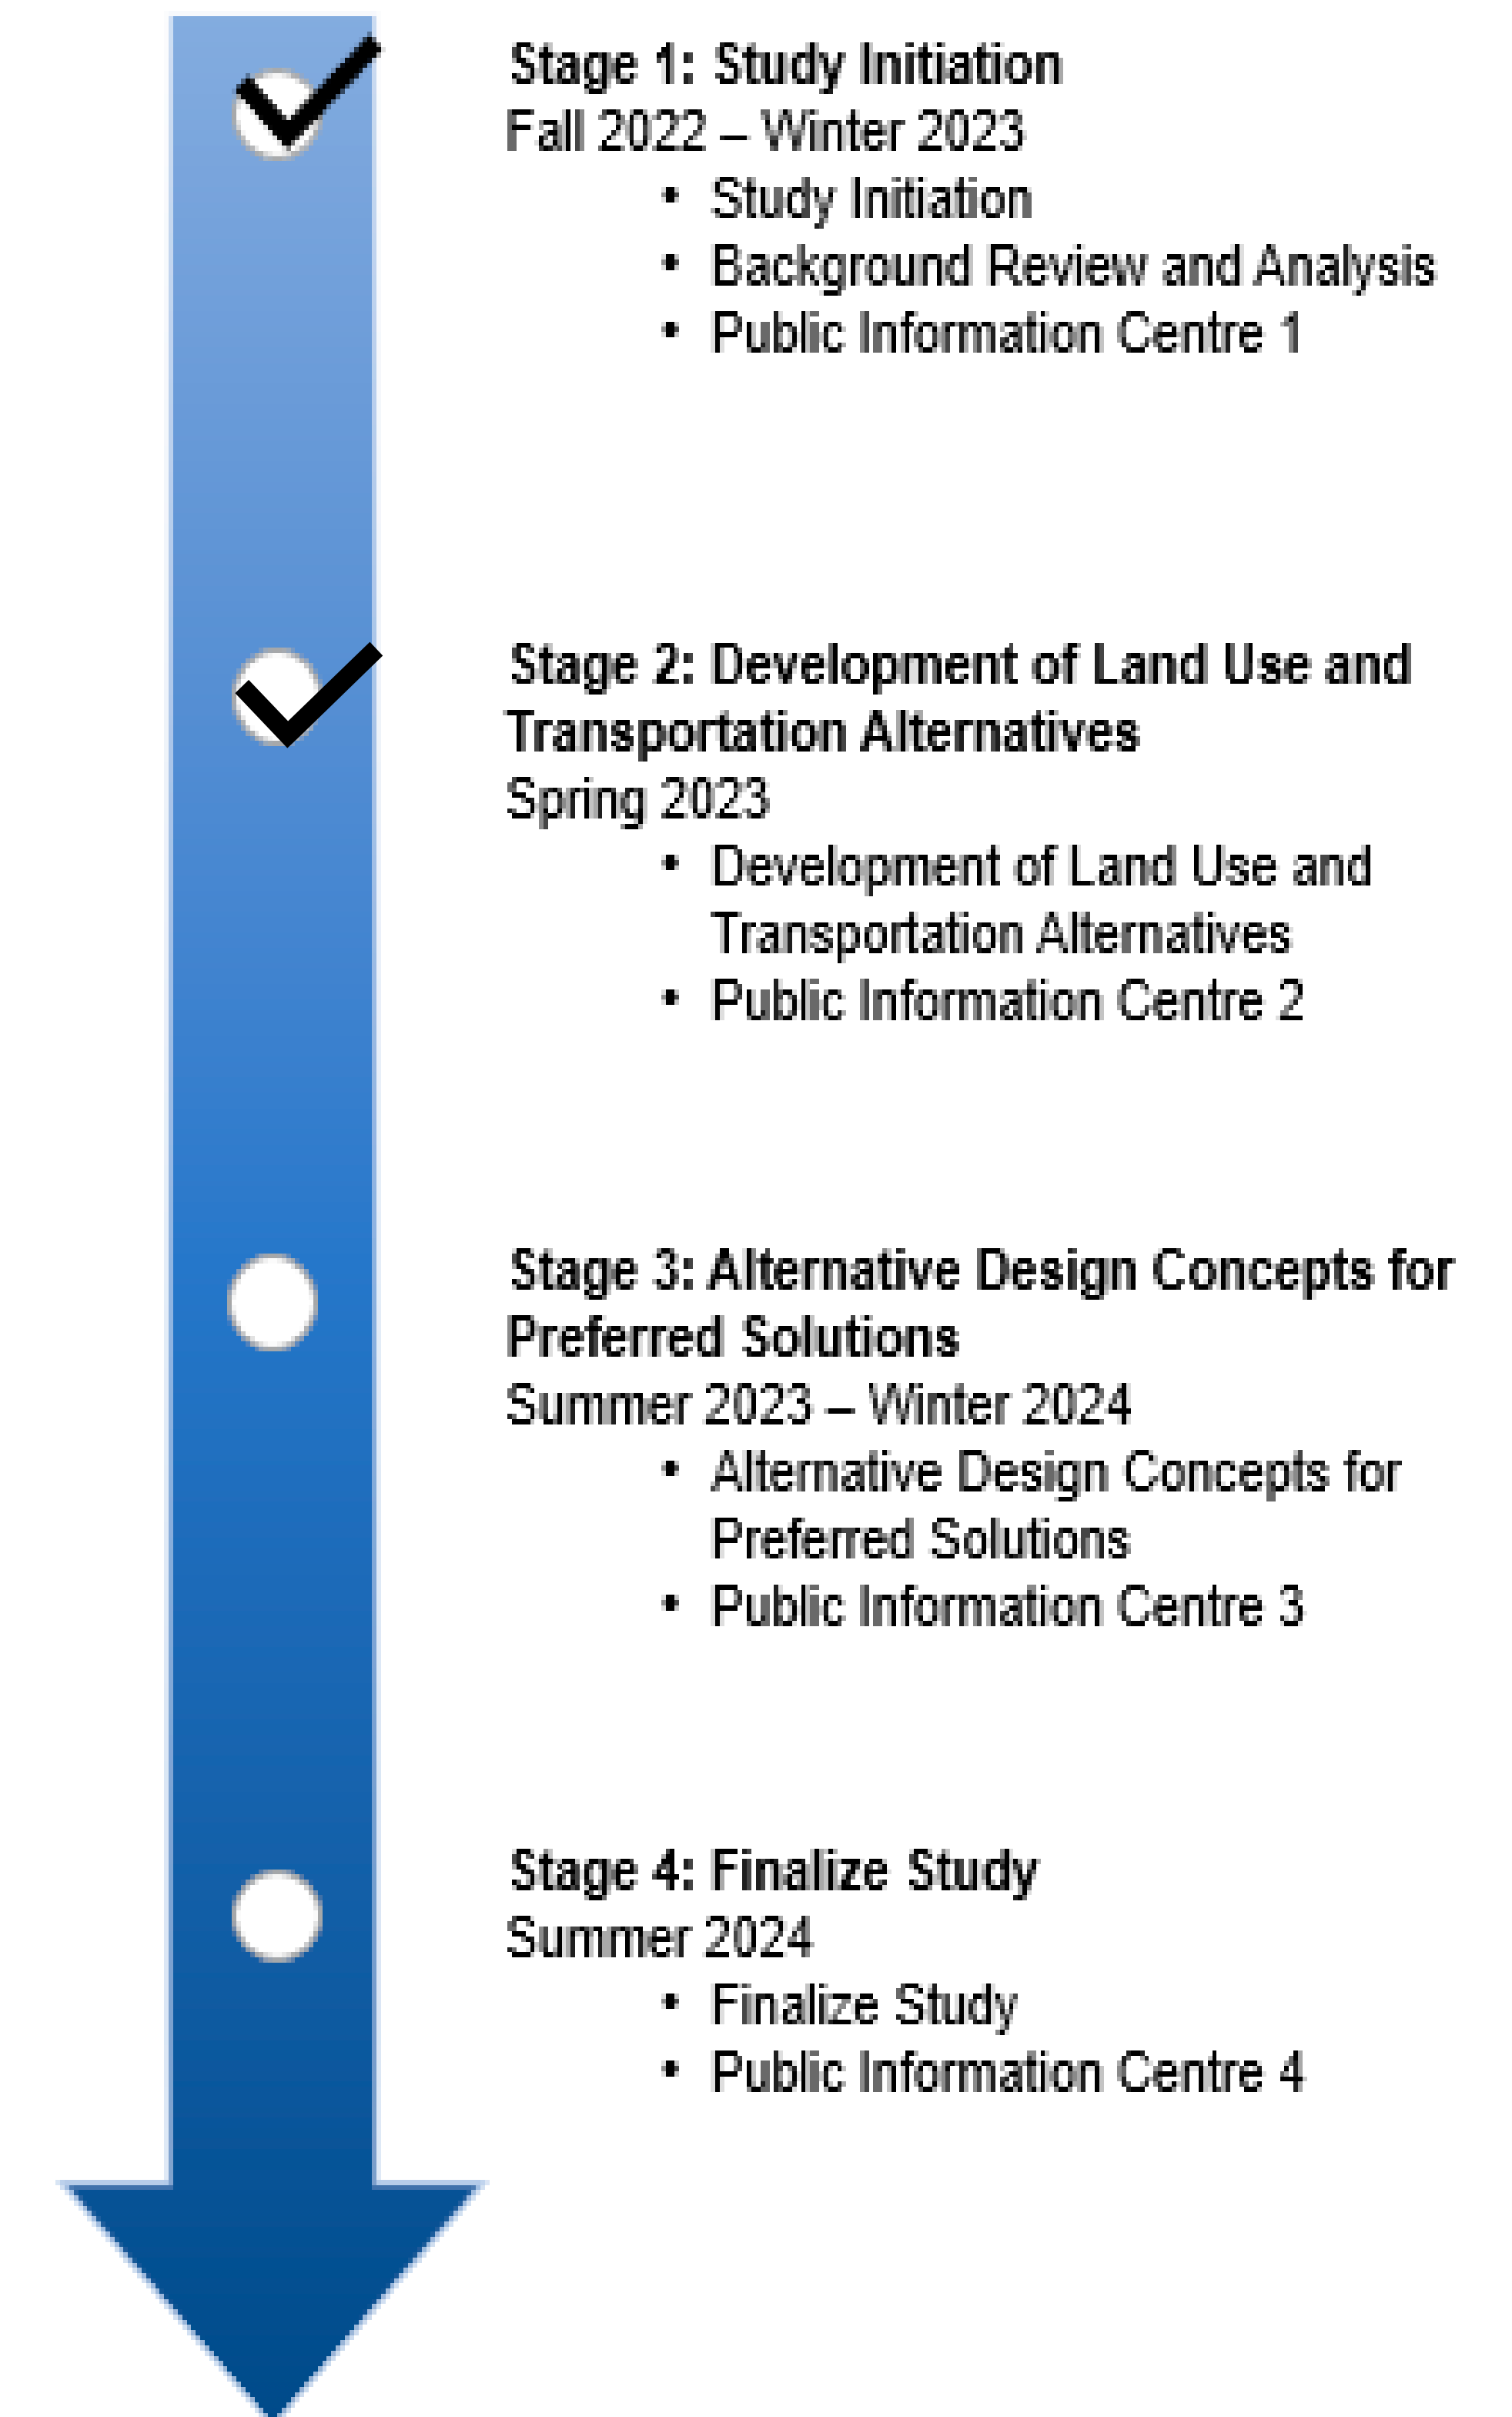 Stage 1: Study Initiation
Fall 2022 – Winter 2023
• Study Initiation
• Background Review and Analysis
• Public Information Centre 1
Stage 2: Development of Land Use and
Transportation Alternatives
Spring 2023
• Development of Land Use and
Transportation Alternatives
• Public Information Centre 2
Stage 3: Alternative Design Concepts for
Preferred Solutions
Summer 2023 – Winter 2024
• Alternative Design Concepts for
Preferred Solutions
• Public Information Centre 3
Stage 4: Finalize Study
Summer 2024
• Finalize Study
• Public Information Centre 4